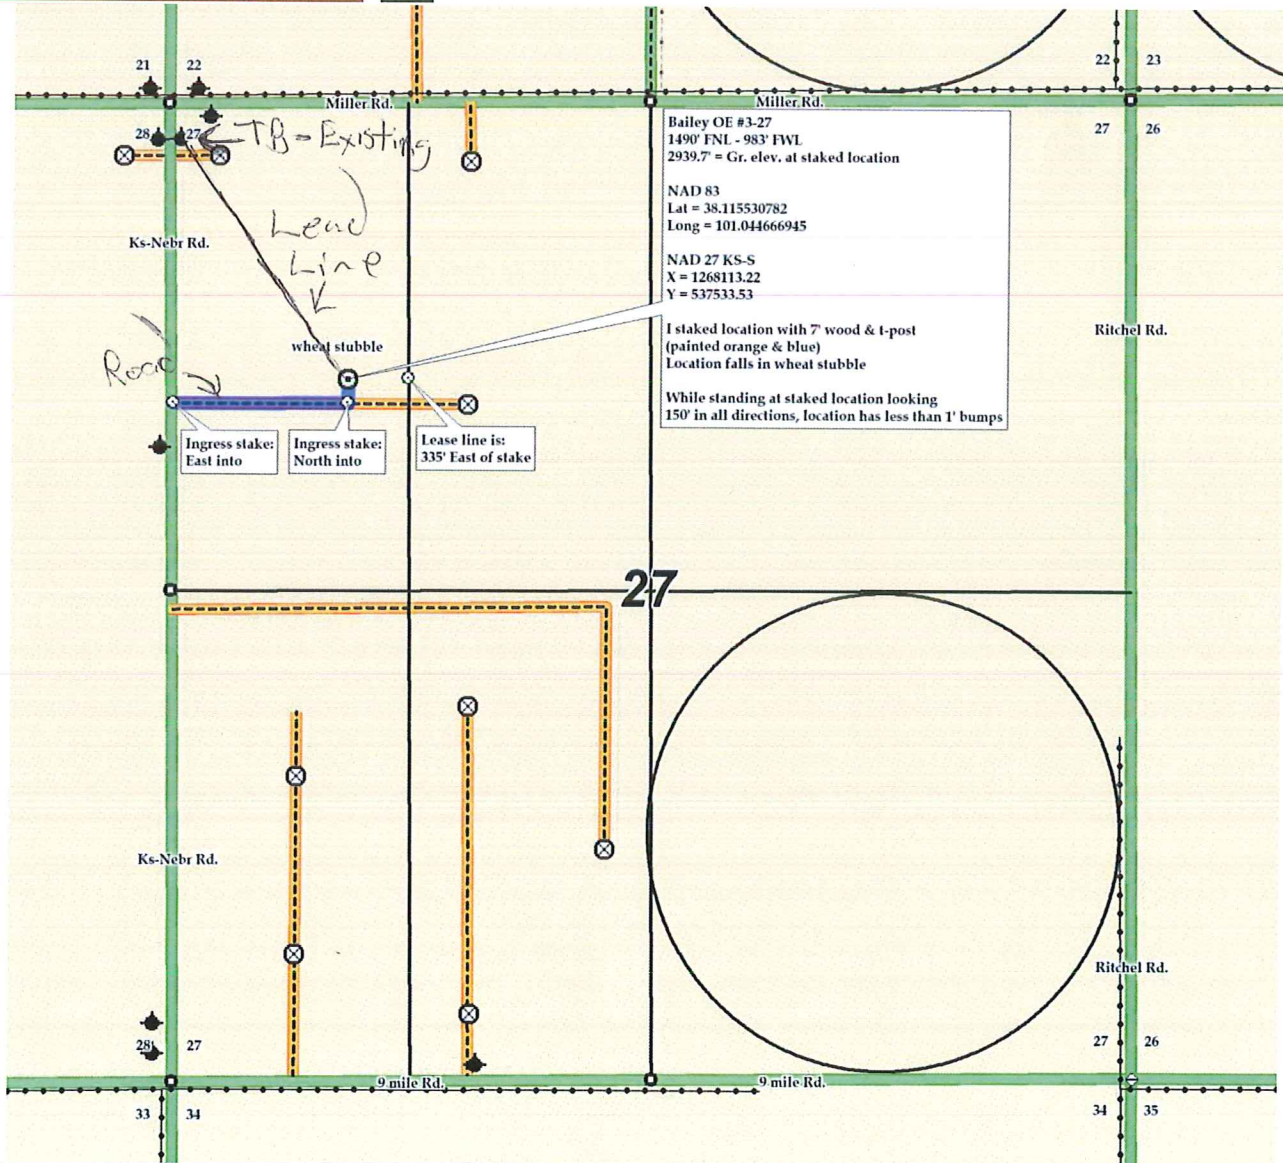 21
22
22
23
Miller Rd.
Miller Rd.
28
27
27
26
TB = Existing
Bailey OE #3-27
1490' FNL - 983' FWL
2939.7' = Gr. elev. at staked location
NAD 83
Lat = 38.115530782
Long = 101.044666945
NAD 27 KS-S
X = 1268113.22
Y = 537533.53
I staked location with 7' wood & t-post
(painted orange & blue)
Location falls in wheat stubble
While standing at staked location looking
150' in all directions, location has less than 1' bumps
Ks-Nebr Rd.
Lead
Line
Ritchel Rd.
wheat stubble
Road
Ingress stake:
East into
Ingress stake:
North into
Lease line is:
335' East of stake
27
Ks-Nebr Rd.
Ritchel Rd.
28
27
27
26
9 mile Rd.
9 mile Rd.
33
34
34
35